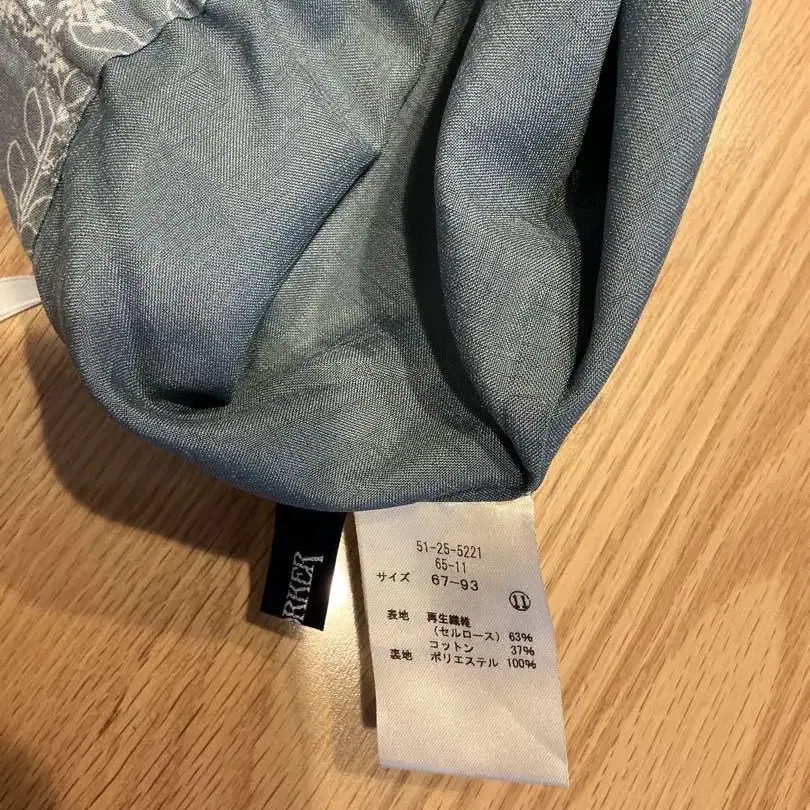 RKER
51-25-5221
65-11
サイズ 67-93
⑪
表地 再生繊維
(セルロース) 63%
コットン 37%
裏地 ポリエステル 100%